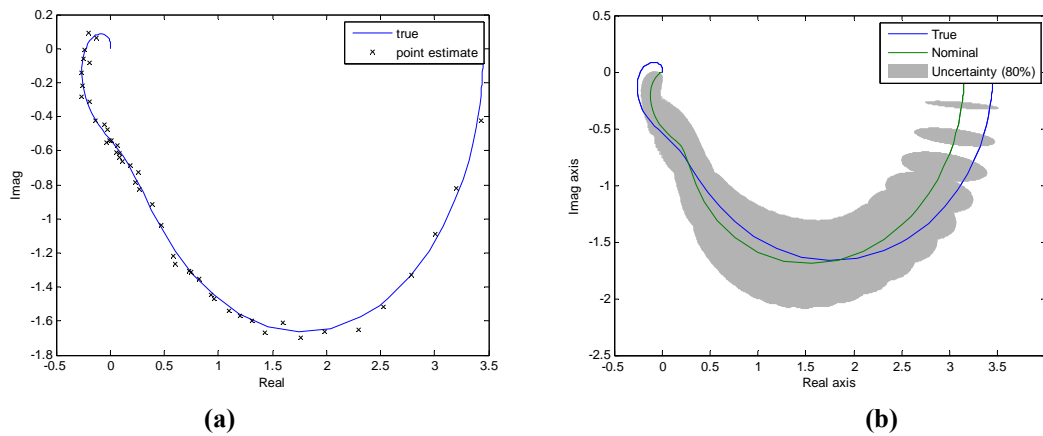 0.2
0
-0.2
-0.4
-0.6
-0.8
-1
-1.2
-1.4
-1.6
-1.8
Imag
-0.5 0 0.5 1 1.5 2 2.5 3 3.5
Real
true
point estimate
(a)
0.5
0
-0.5
-1
-1.5
-2
-2.5
Imag axis
-0.5 0 0.5 1 1.5 2 2.5 3 3.5
Real axis
True
Nominal
Uncertainty (80%)
(b)